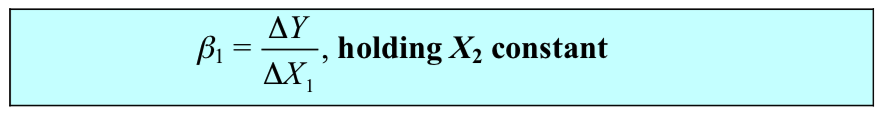 β₁ = ΔY / ΔX₁, holding X₂ constant